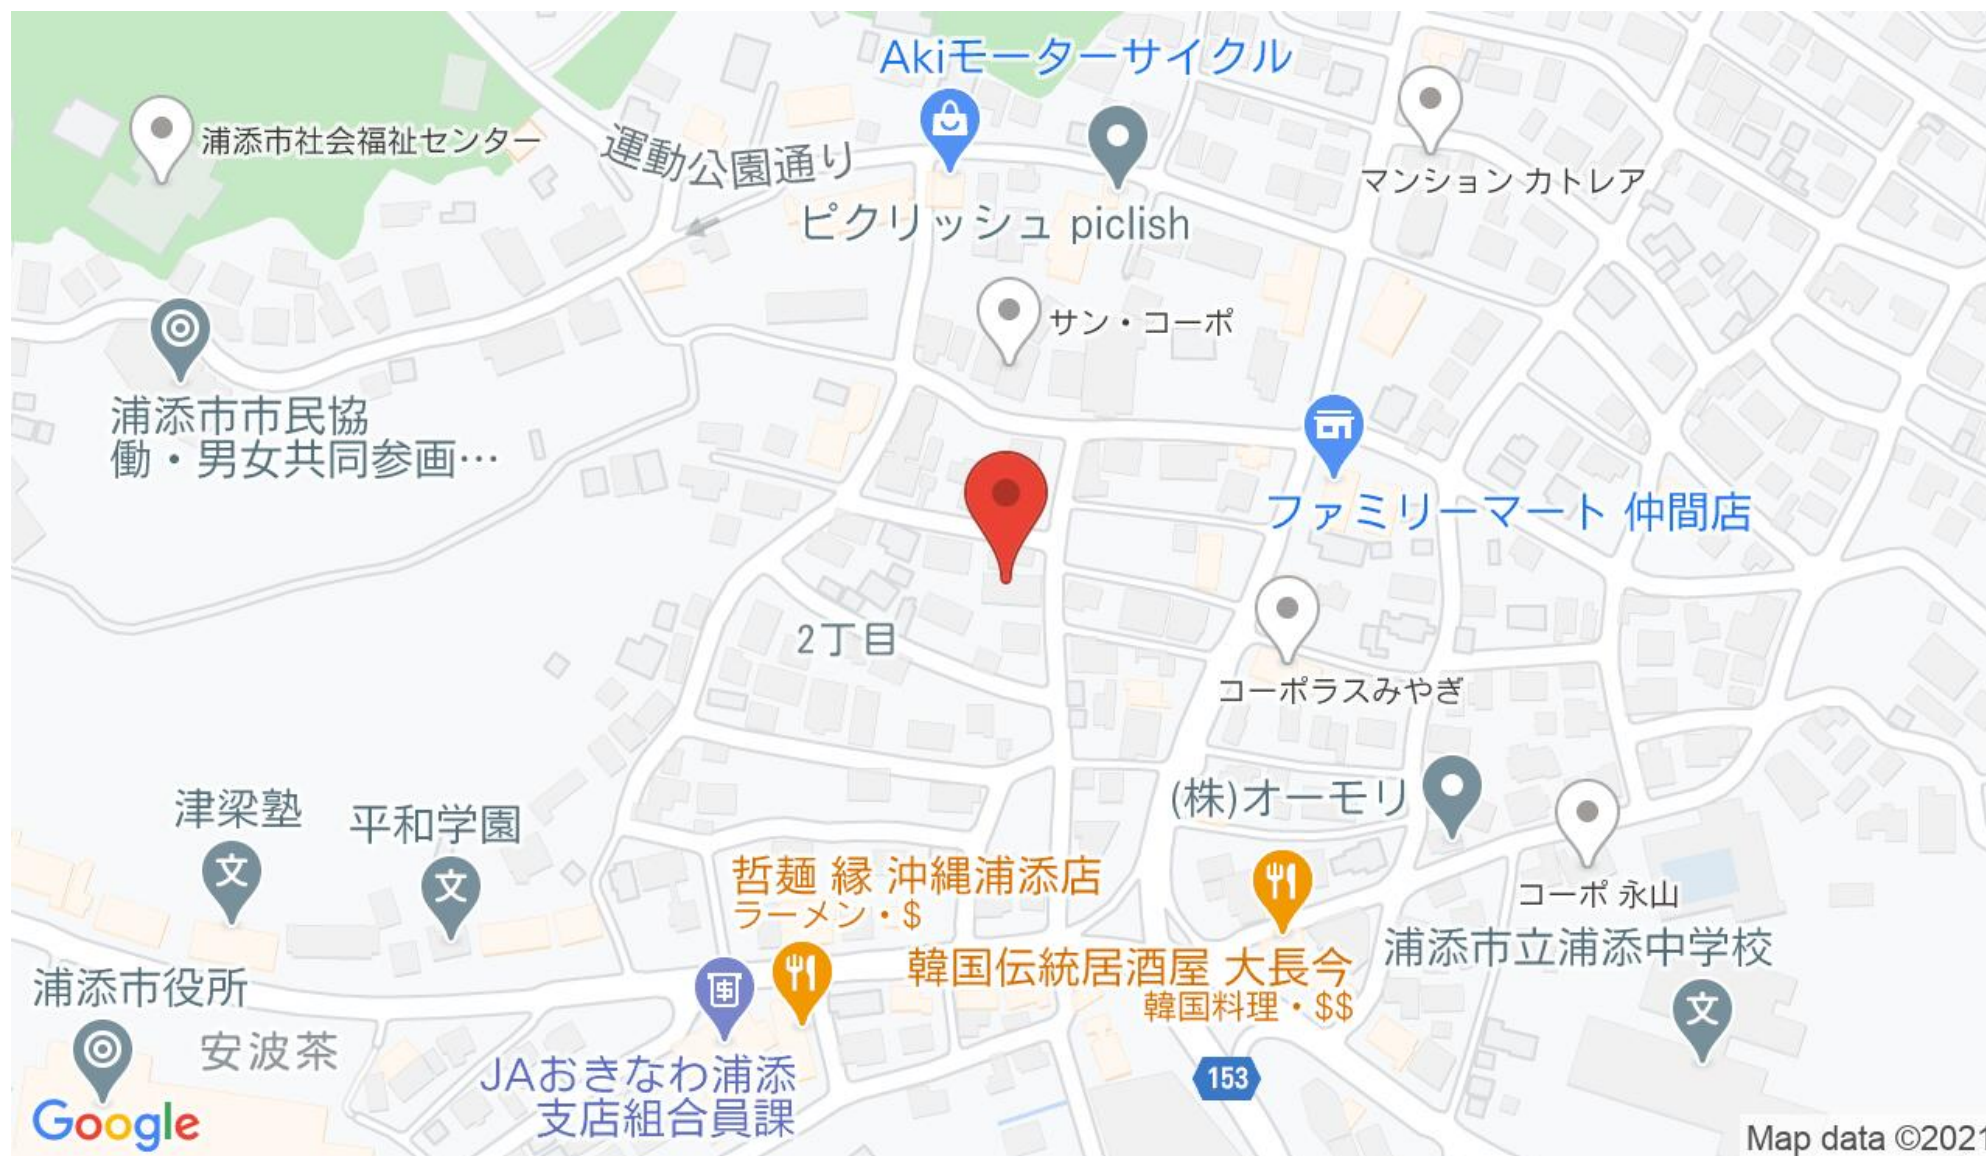 Akiモーターサイクル
浦添市社会福祉センター
運動公園通り
マンション カトレア
ピクリッシュ piclish
サン・コーポ
浦添市市民協
働・男女共同参画…
ファミリーマート 仲間店
2丁目
コーポラスみやぎ
津梁塾
平和学園
(株)オーモリ
哲麺 縁 沖縄浦添店
ラーメン・$
コーポ 永山
韓国伝統居酒屋 大長今
韓国料理・$$
浦添市立浦添中学校
文
文
文
浦添市役所
安波茶
JAおきなわ浦添
支店組合員課
153
Google
Map data ©2021